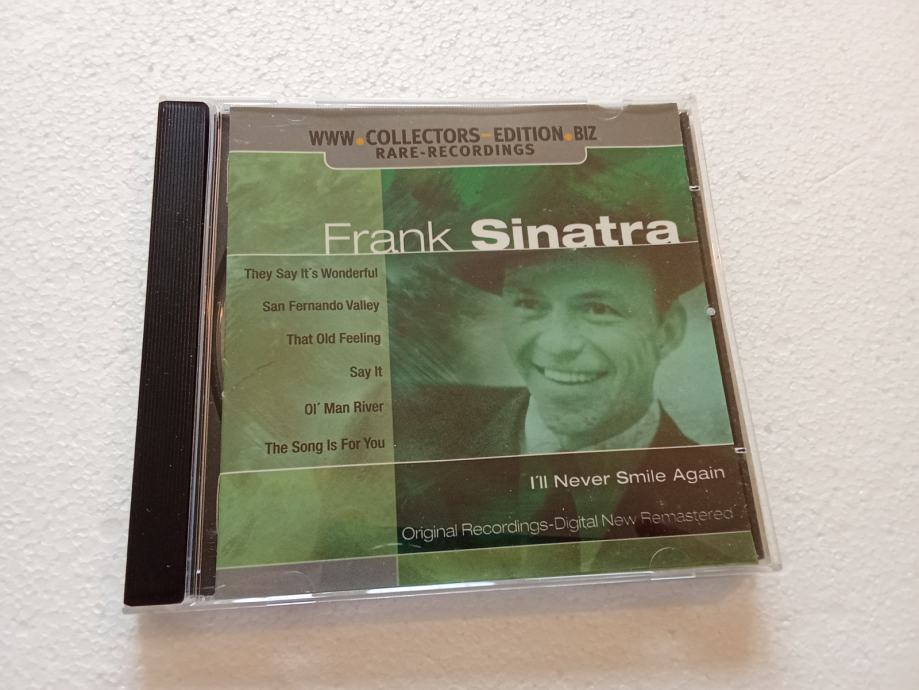 WWW.COLLECTORS-EDITION.BIZ
RARE-RECORDINGS
Frank Sinatra
They Say It´s Wonderful
San Fernando Valley
That Old Feeling
Say It
Ol´ Man River
The Song Is For You
I'll Never Smile Again
Original Recordings-Digital New Remastered